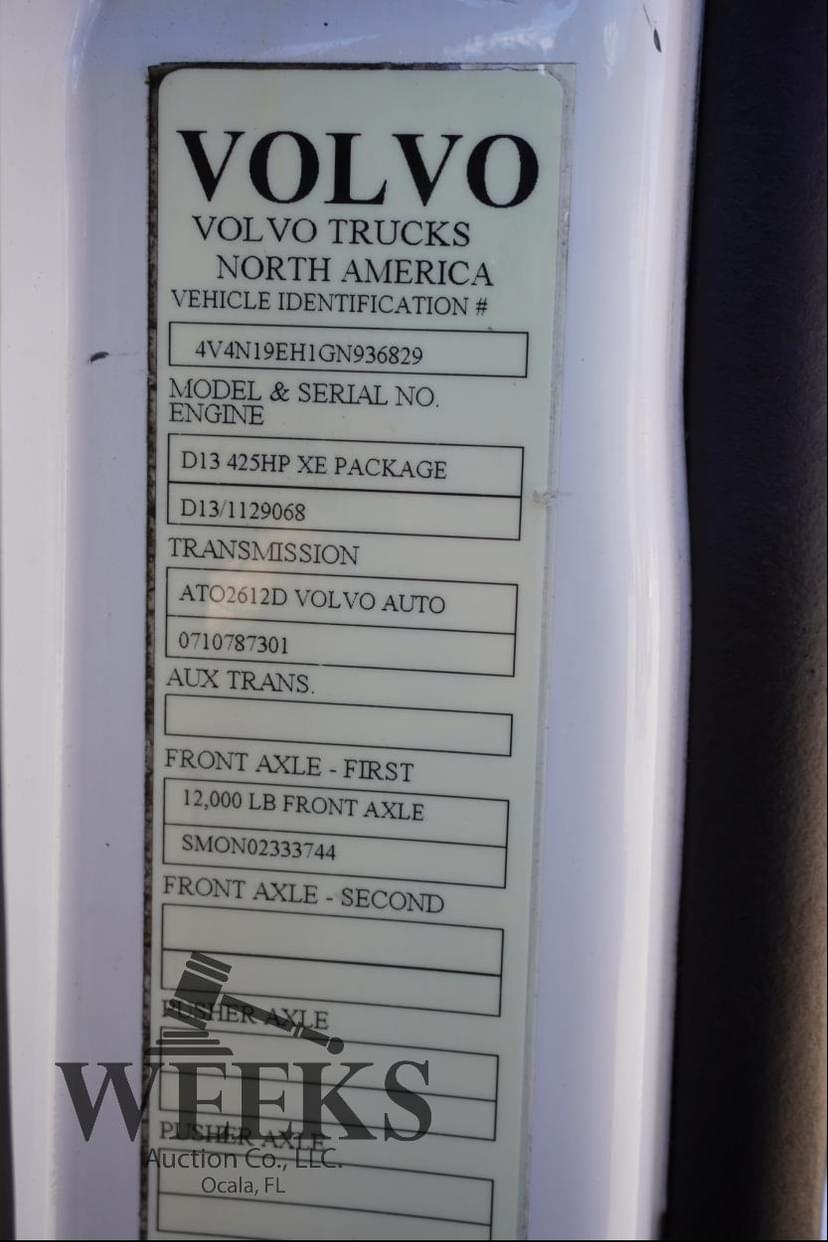 VOLVO
VOLVO TRUCKS
NORTH AMERICA
VEHICLE IDENTIFICATION #
4V4N19EH1GN936829
MODEL & SERIAL NO.
ENGINE
D13 425HP XE PACKAGE
D13/1129068
TRANSMISSION
ATO2612D VOLVO AUTO
0710787301
AUX TRANS.
FRONT AXLE - FIRST
12,000 LB FRONT AXLE
SMON02333744
FRONT AXLE - SECOND
PUSHER AXLE
WEEKS
PUSHER AXLE
Auction Co., LLC.
Ocala, FL